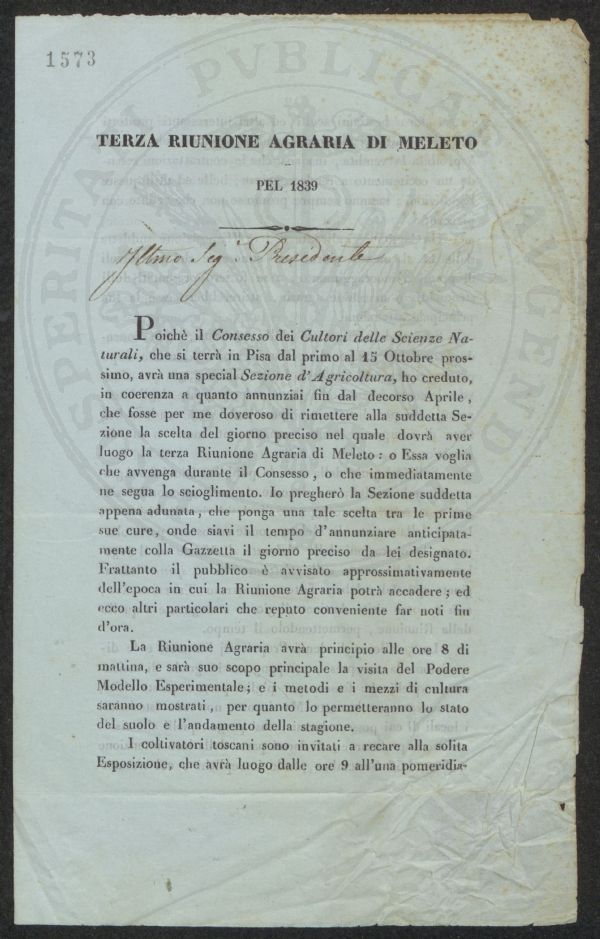 1573
PVBLICAE
SPERITATI
AVGENDAE
TERZA RIUNIONE AGRARIA DI MELETO
PEL 1839
Illmo Sig.r Presidente
Poichè il Consesso dei Cultori delle Scienze Na-
turali, che si terrà in Pisa dal primo al 15 Ottobre pros-
simo, avrà una special Sezione d'Agricoltura, ho creduto,
in coerenza a quanto annunziai fin dal decorso Aprile,
che fosse per me doveroso di rimettere alla suddetta Se-
zione la scelta del giorno preciso nel quale dovrà aver
luogo la terza Riunione Agraria di Meleto: o Essa voglia
che avvenga durante il Consesso, o che immediatamente
ne segua lo scioglimento. Io pregherò la Sezione suddetta
appena adunata, che ponga una tale scelta tra le prime
sue cure, onde siavi il tempo d'annunziare anticipata-
mente colla Gazzetta il giorno preciso da lei designato.
Frattanto il pubblico è avvisato approssimativamente
dell'epoca in cui la Riunione Agraria potrà accadere; ed
ecco altri particolari che reputo conveniente far noti fin
d'ora.
La Riunione Agraria avrà principio alle ore 8 di
mattina, e sarà suo scopo principale la visita del Podere
Modello Esperimentale; e i metodi e i mezzi di cultura
saranno mostrati, per quanto lo permetteranno lo stato
del suolo e l'andamento della stagione.
I coltivatori toscani sono invitati a recare alla solita
Esposizione, che avrà luogo dalle ore 9 all'una pomeridia-